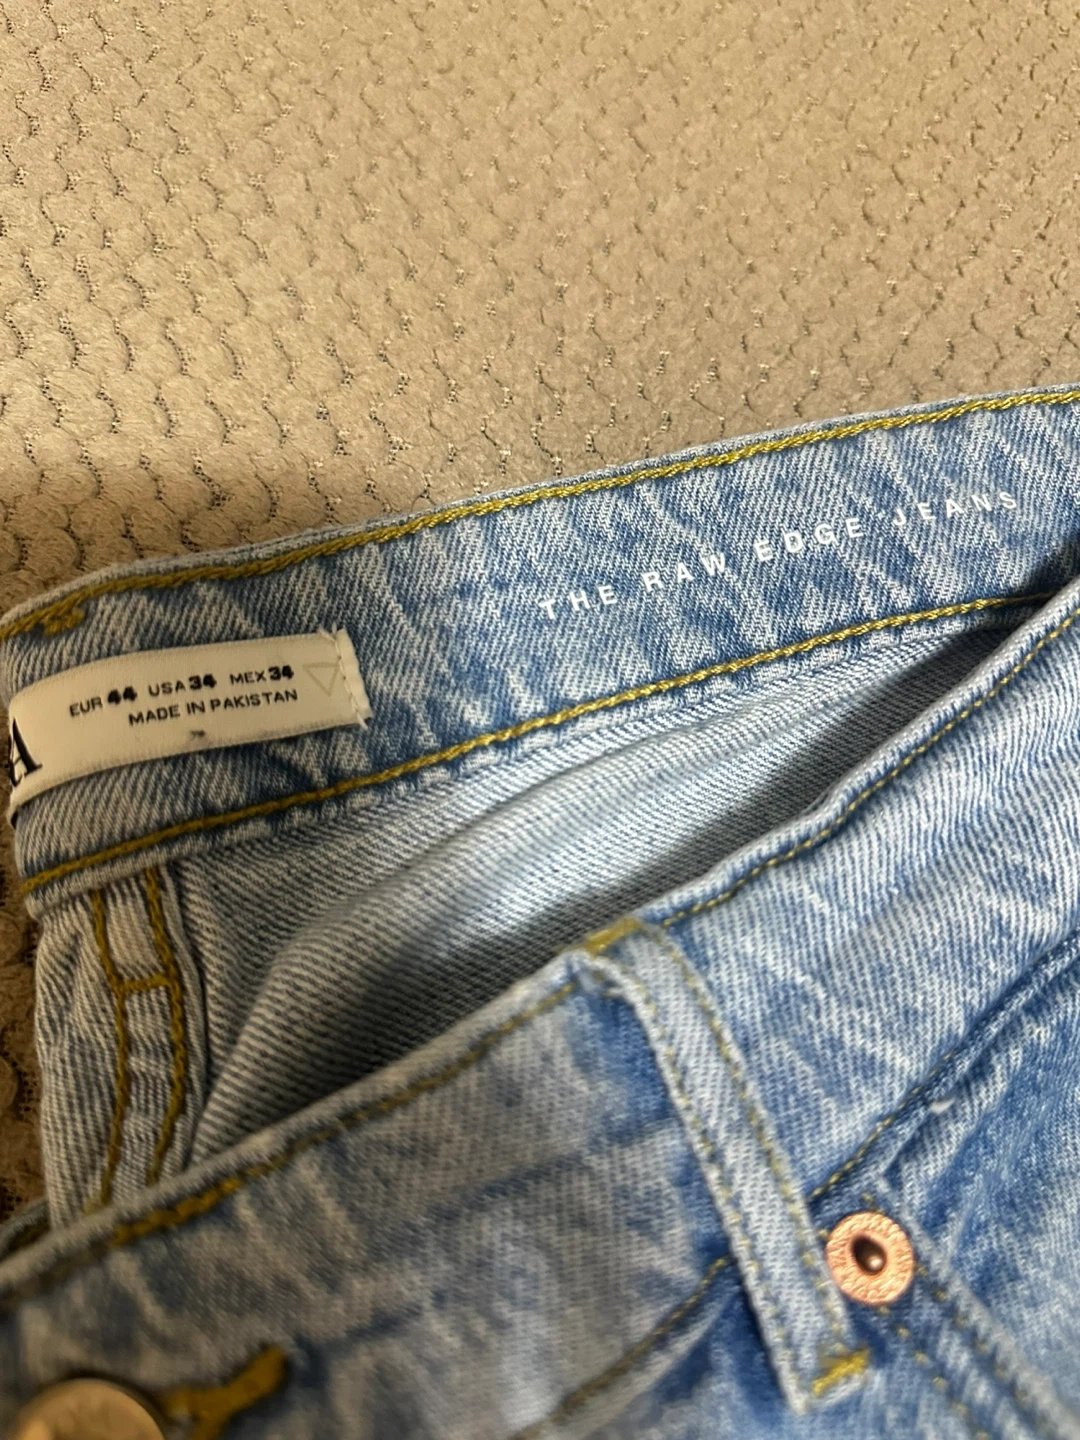 THE RAW EDGE JEANS
A
EUR 44 USA 34 MEX 34
MADE IN PAKISTAN